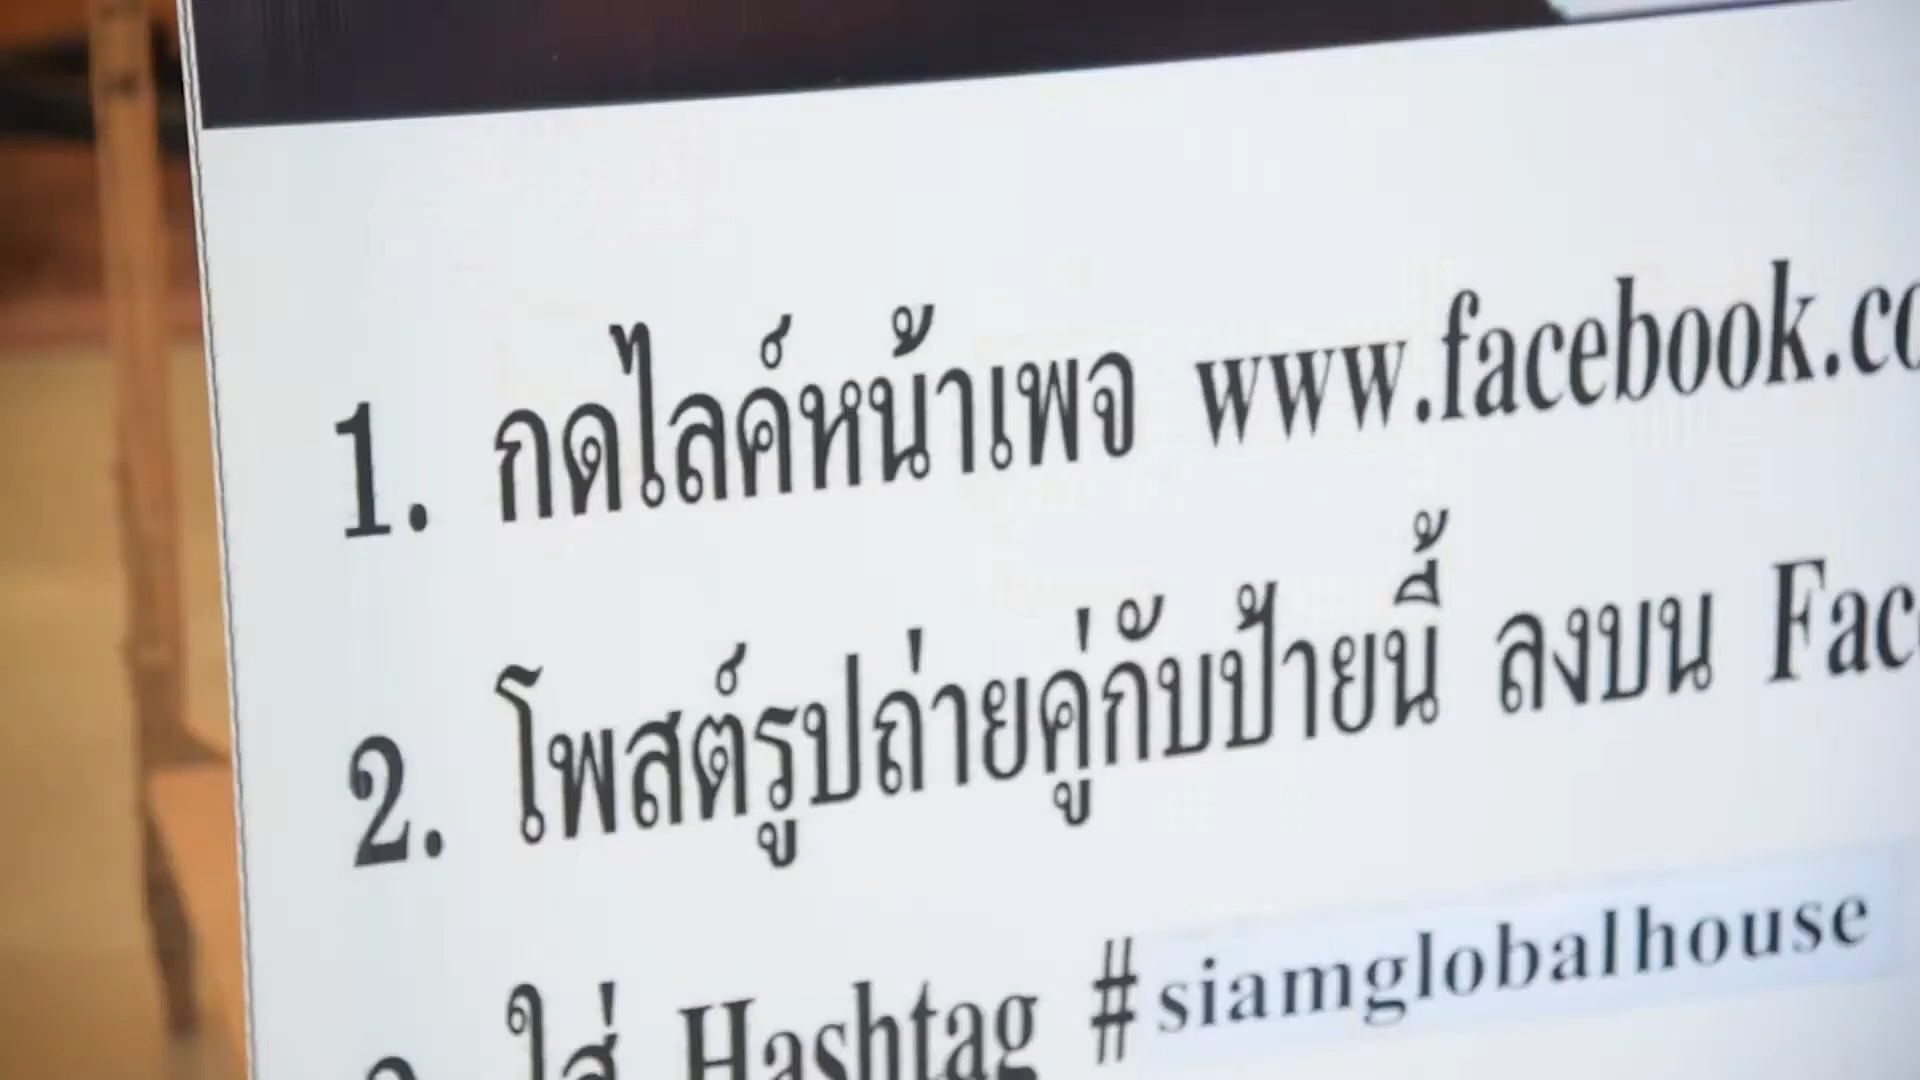 1. กดไลค์หน้าเพจ www.facebook.co
2. โพสต์รูปถ่ายคู่กับป้ายนี้ ลงบน Fac
ใส่ Hashtag #siamglobalhouse